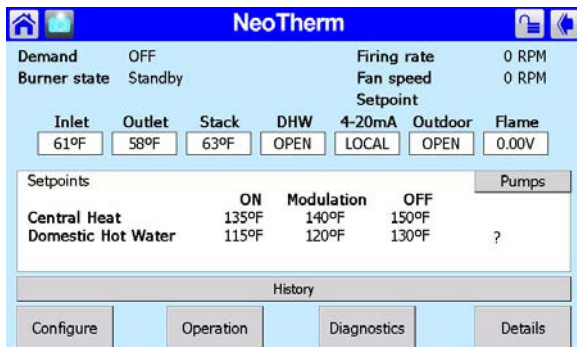 NeoTherm
Demand OFF Firing rate 0 RPM
Burner state Standby Fan speed 0 RPM
Setpoint
Inlet Outlet Stack DHW 4-20mA Outdoor Flame
61ºF 58ºF 63ºF OPEN LOCAL OPEN 0.00V
Setpoints Pumps
ON Modulation OFF
Central Heat 135ºF 140ºF 150ºF
Domestic Hot Water 115ºF 120ºF 130ºF ?
History
Configure Operation Diagnostics Details